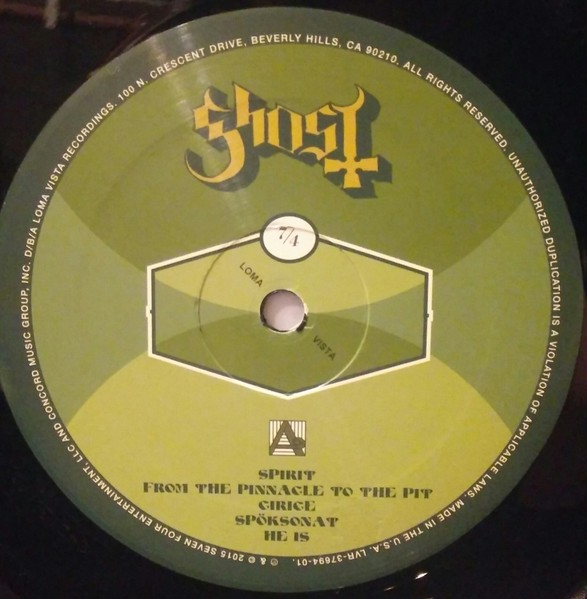 Ghost
7/4
LOMA
VISTA
A
SPIRIT
FROM THE PINNACLE TO THE PIT
CIRICE
SPÖKSONAT
HE IS
℗ & © 2015 SEVEN FOUR ENTERTAINMENT, LLC AND CONCORD MUSIC GROUP, INC. D/B/A LOMA VISTA RECORDINGS. 100 N. CRESCENT DRIVE, BEVERLY HILLS, CA 90210. ALL RIGHTS RESERVED. UNAUTHORIZED DUPLICATION IS A VIOLATION OF APPLICABLE LAWS. MADE IN THE U.S.A. LVR-37694-01.